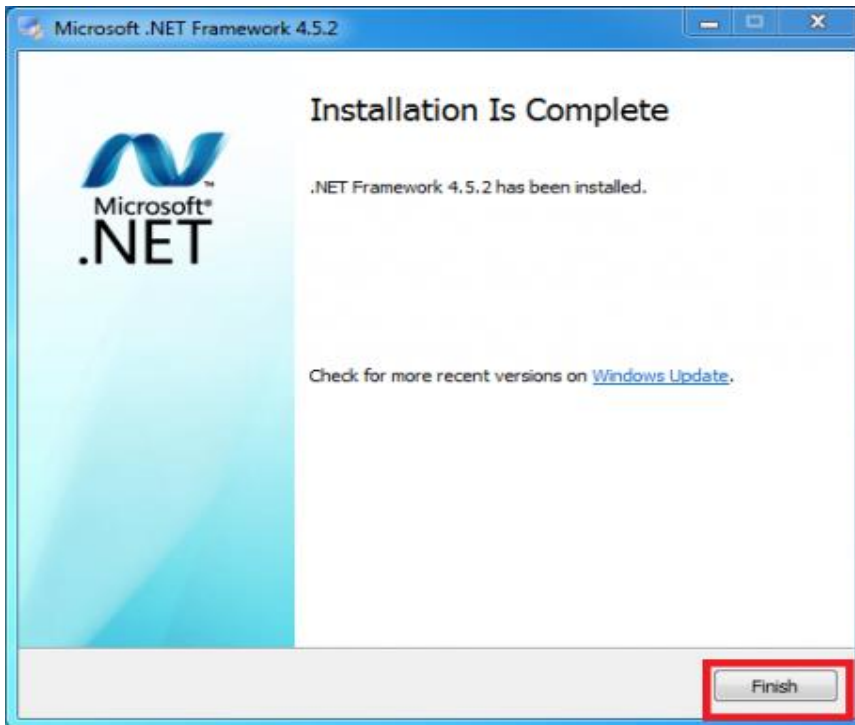 Microsoft .NET Framework 4.5.2
Installation Is Complete
Microsoft®
.NET
.NET Framework 4.5.2 has been installed.
Check for more recent versions on Windows Update.
Finish